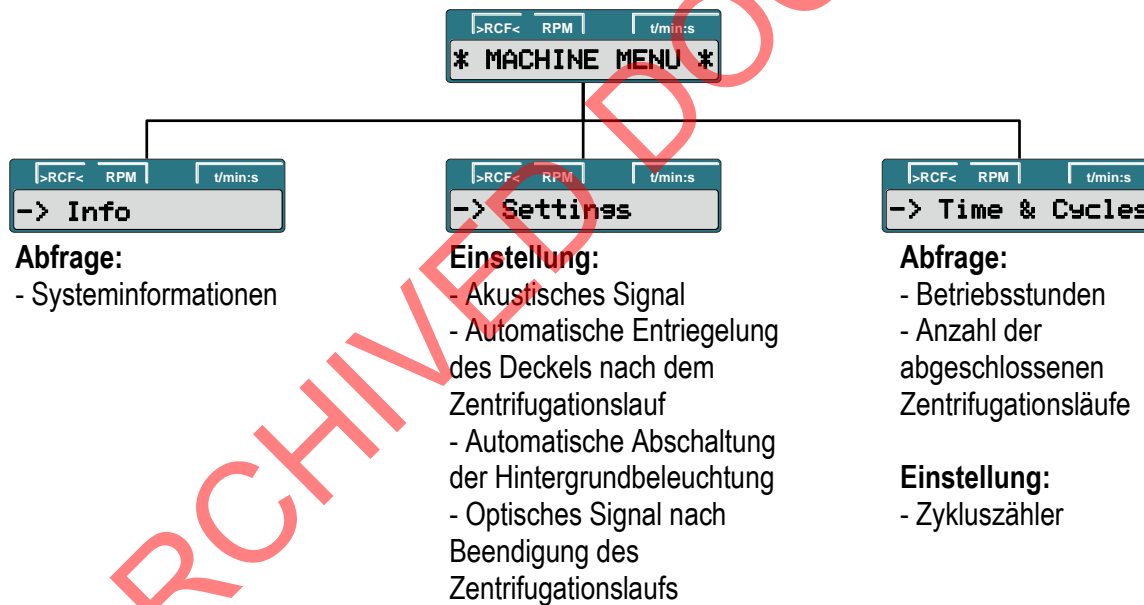 >RCF< RPM t/min:s
* MACHINE MENU *
>RCF< RPM t/min:s
-> Info
Abfrage:
- Systeminformationen
>RCF< RPM t/min:s
-> Settings
Einstellung:
- Akustisches Signal
- Automatische Entriegelung
des Deckels nach dem
Zentrifugationslauf
- Automatische Abschaltung
der Hintergrundbeleuchtung
- Optisches Signal nach
Beendigung des
Zentrifugationslaufs
>RCF< RPM t/min:s
-> Time & Cycles
Abfrage:
- Betriebsstunden
- Anzahl der
abgeschlossenen
Zentrifugationsläufe
Einstellung:
- Zykluszähler
RCHIVED DO